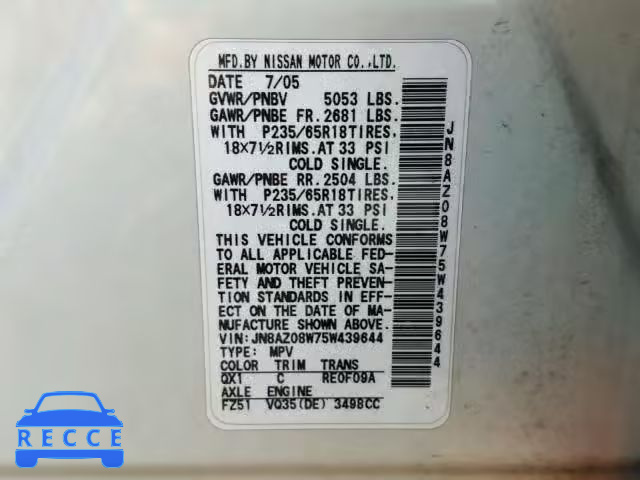 MFD.BY NISSAN MOTOR CO.,LTD.
DATE 7/05
GVWR/PNBV 5053 LBS.
GAWR/PNBE FR.2681 LBS.
WITH P235/65R18TIRES.
18×7½RIMS.AT 33 PSI
COLD SINGLE.
GAWR/PNBE RR.2504 LBS.
WITH P235/65R18TIRES.
18×7½RIMS.AT 33 PSI
COLD SINGLE.
THIS VEHICLE CONFORMS
TO ALL APPLICABLE FED-
ERAL MOTOR VEHICLE SA-
FETY AND THEFT PREVEN-
TION STANDARDS IN EFF-
ECT ON THE DATE OF MA-
NUFACTURE SHOWN ABOVE.
VIN:JN8AZ08W75W439644
TYPE: MPV
COLOR TRIM TRANS
QX1 C RE0F09A
AXLE ENGINE
FZ51 VQ35(DE) 3498CC
JN8AZ08W75W439644
RECCE